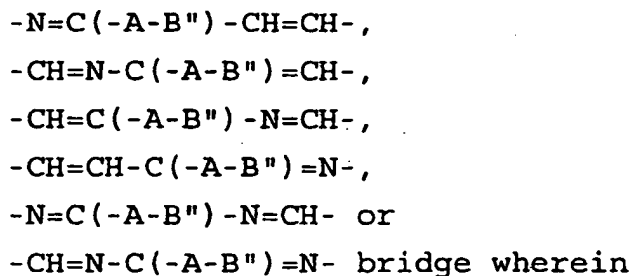 -N=C(-A-B")-CH=CH-,
-CH=N-C(-A-B")=CH-,
-CH=C(-A-B")-N=CH-,
-CH=CH-C(-A-B")=N-,
-N=C(-A-B")-N=CH- or
-CH=N-C(-A-B")=N- bridge wherein